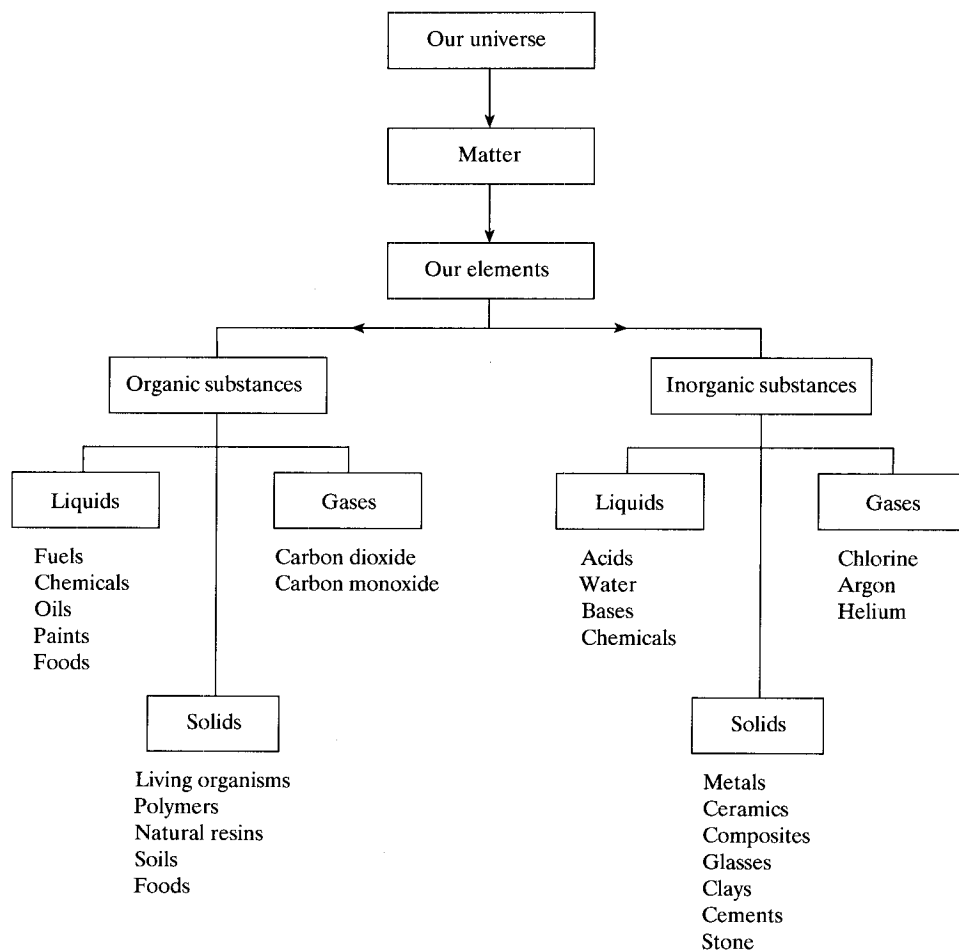 Our universe
Matter
Our elements
Organic substances
Inorganic substances
Liquids
Gases
Liquids
Gases
Fuels
Chemicals
Oils
Paints
Foods
Carbon dioxide
Carbon monoxide
Acids
Water
Bases
Chemicals
Chlorine
Argon
Helium
Solids
Solids
Living organisms
Polymers
Natural resins
Soils
Foods
Metals
Ceramics
Composites
Glasses
Clays
Cements
Stone